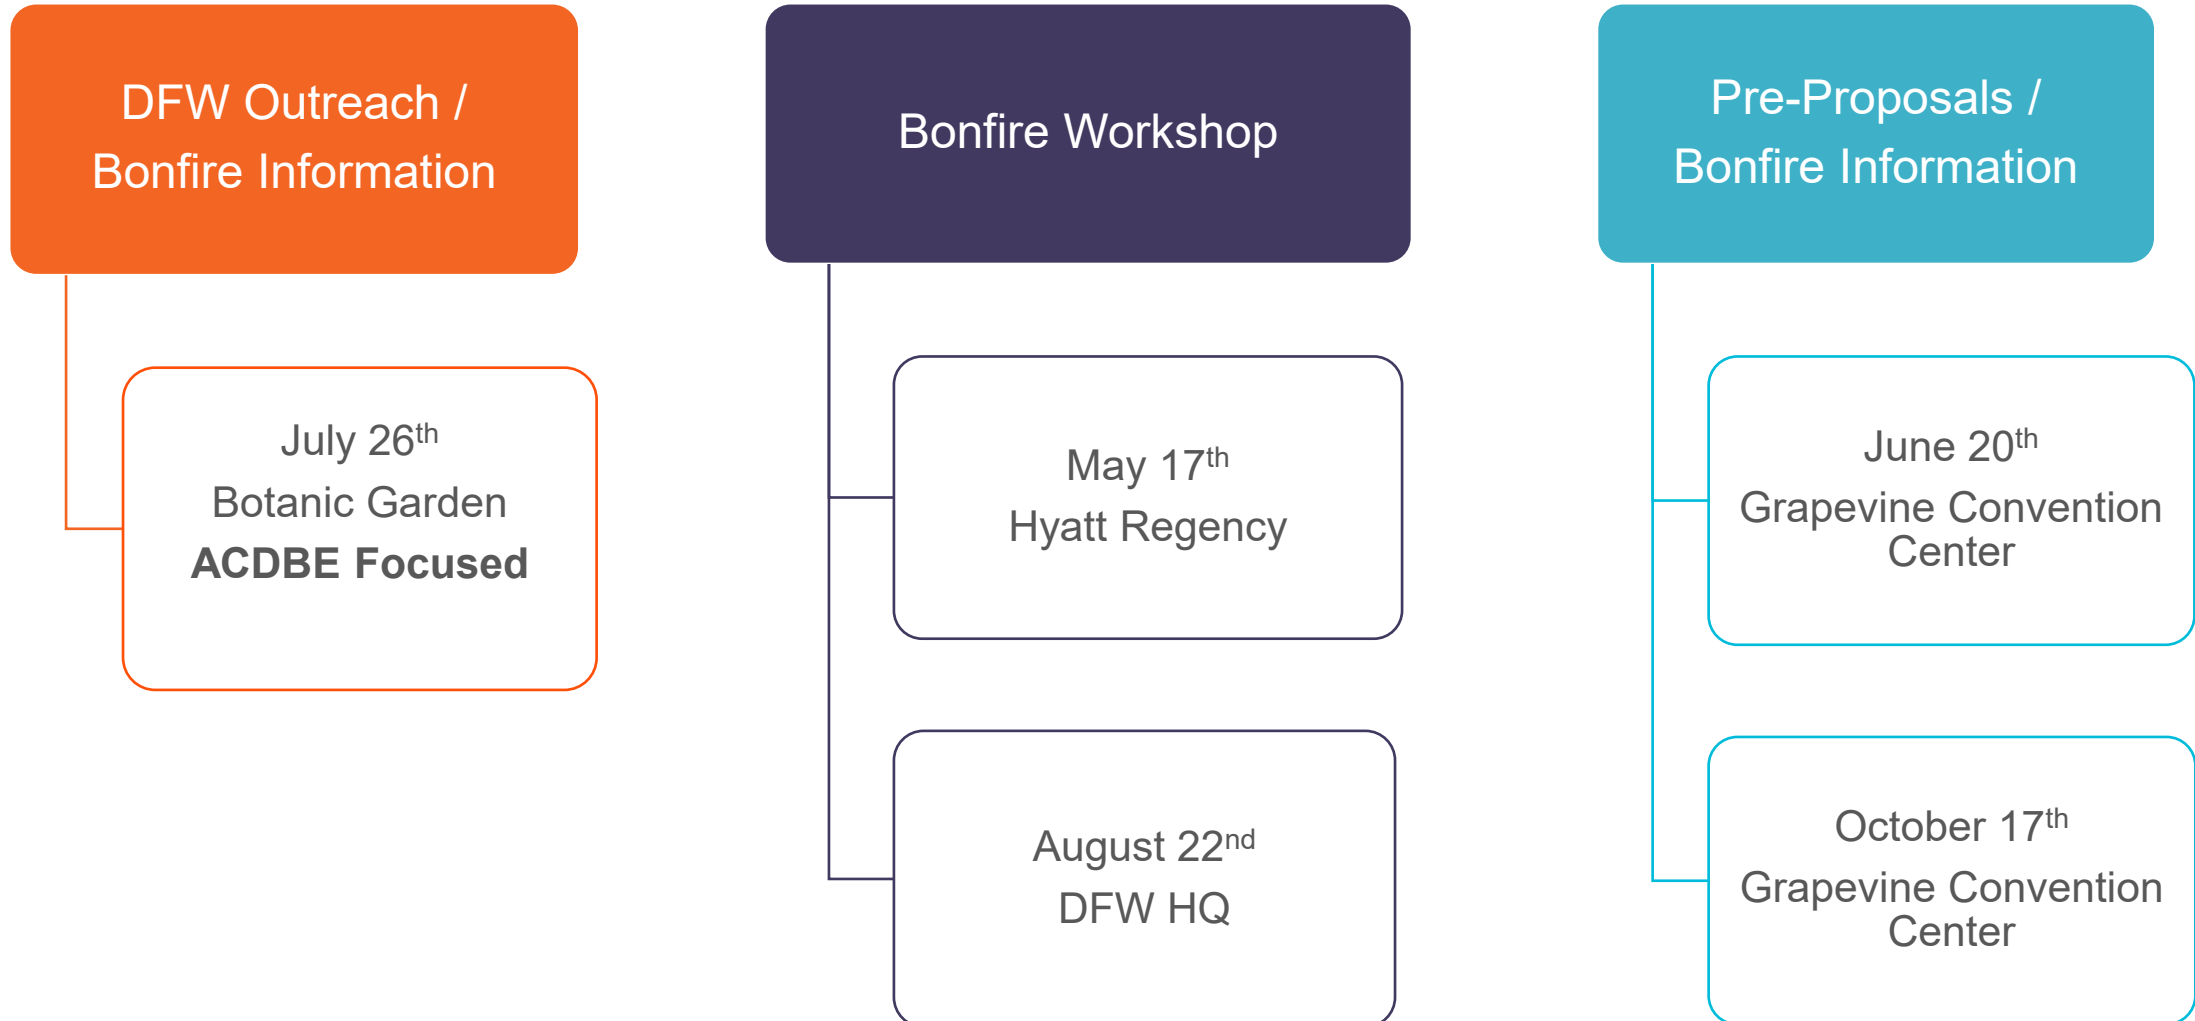 DFW Outreach /
Bonfire Information
July 26th
Botanic Garden
ACDBE Focused
Bonfire Workshop
May 17th
Hyatt Regency
August 22nd
DFW HQ
Pre-Proposals /
Bonfire Information
June 20th
Grapevine Convention
Center
October 17th
Grapevine Convention
Center